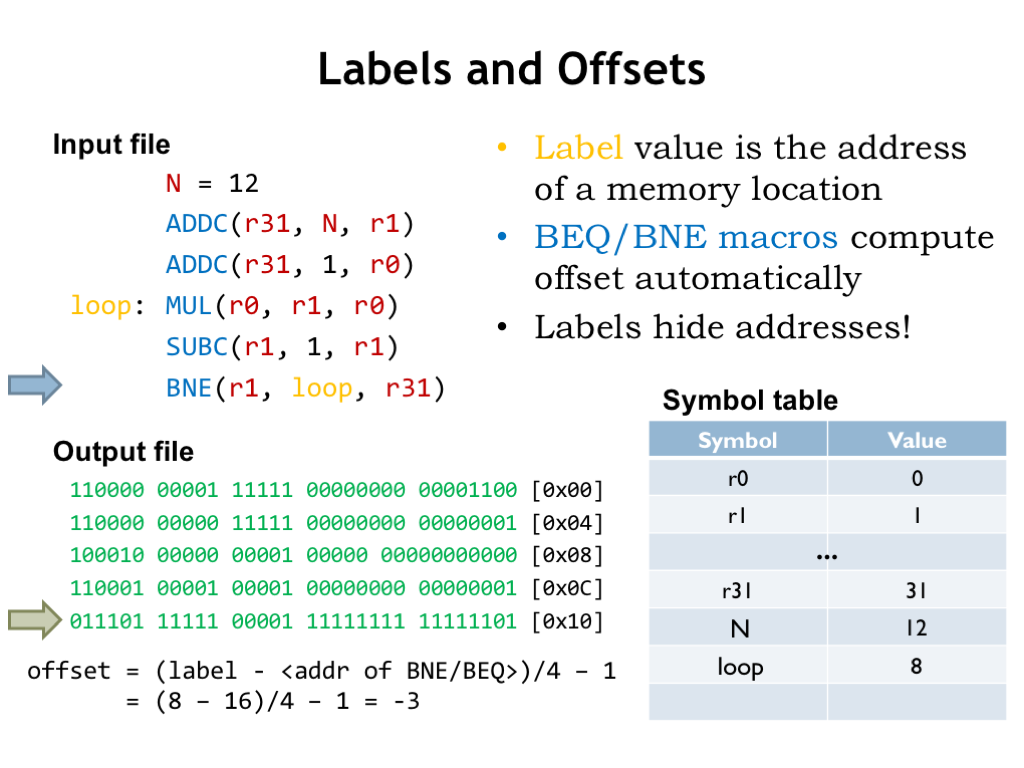 Labels and Offsets
Input file
N = 12
ADDC(r31, N, r1)
ADDC(r31, 1, r0)
loop: MUL(r0, r1, r0)
SUBC(r1, 1, r1)
BNE(r1, loop, r31)
Output file
110000 00001 11111 00000000 00001100 [0x00]
110000 00000 11111 00000000 00000001 [0x04]
100010 00000 00001 00000 00000000000 [0x08]
110001 00001 00001 00000000 00000001 [0x0C]
011101 11111 00001 11111111 11111101 [0x10]
offset = (label - <addr of BNE/BEQ>)/4 – 1
= (8 – 16)/4 – 1 = -3
• Label value is the address
of a memory location
• BEQ/BNE macros compute
offset automatically
• Labels hide addresses!
Symbol table
Symbol Value
r0 0
r1 1
...
r31 31
N 12
loop 8